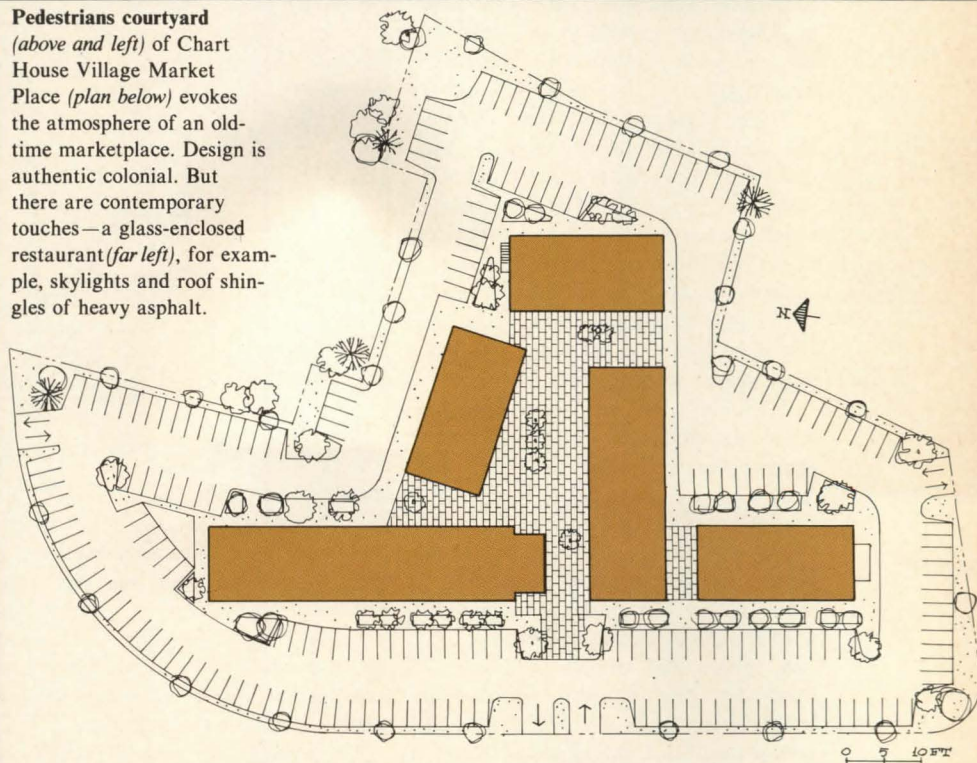 Pedestrians courtyard
(above and left) of Chart
House Village Market
Place (plan below) evokes
the atmosphere of an old-
time marketplace. Design is
authentic colonial. But
there are contemporary
touches—a glass-enclosed
restaurant (far left), for exam-
ple, skylights and roof shin-
gles of heavy asphalt.
N
0 5 10 FT